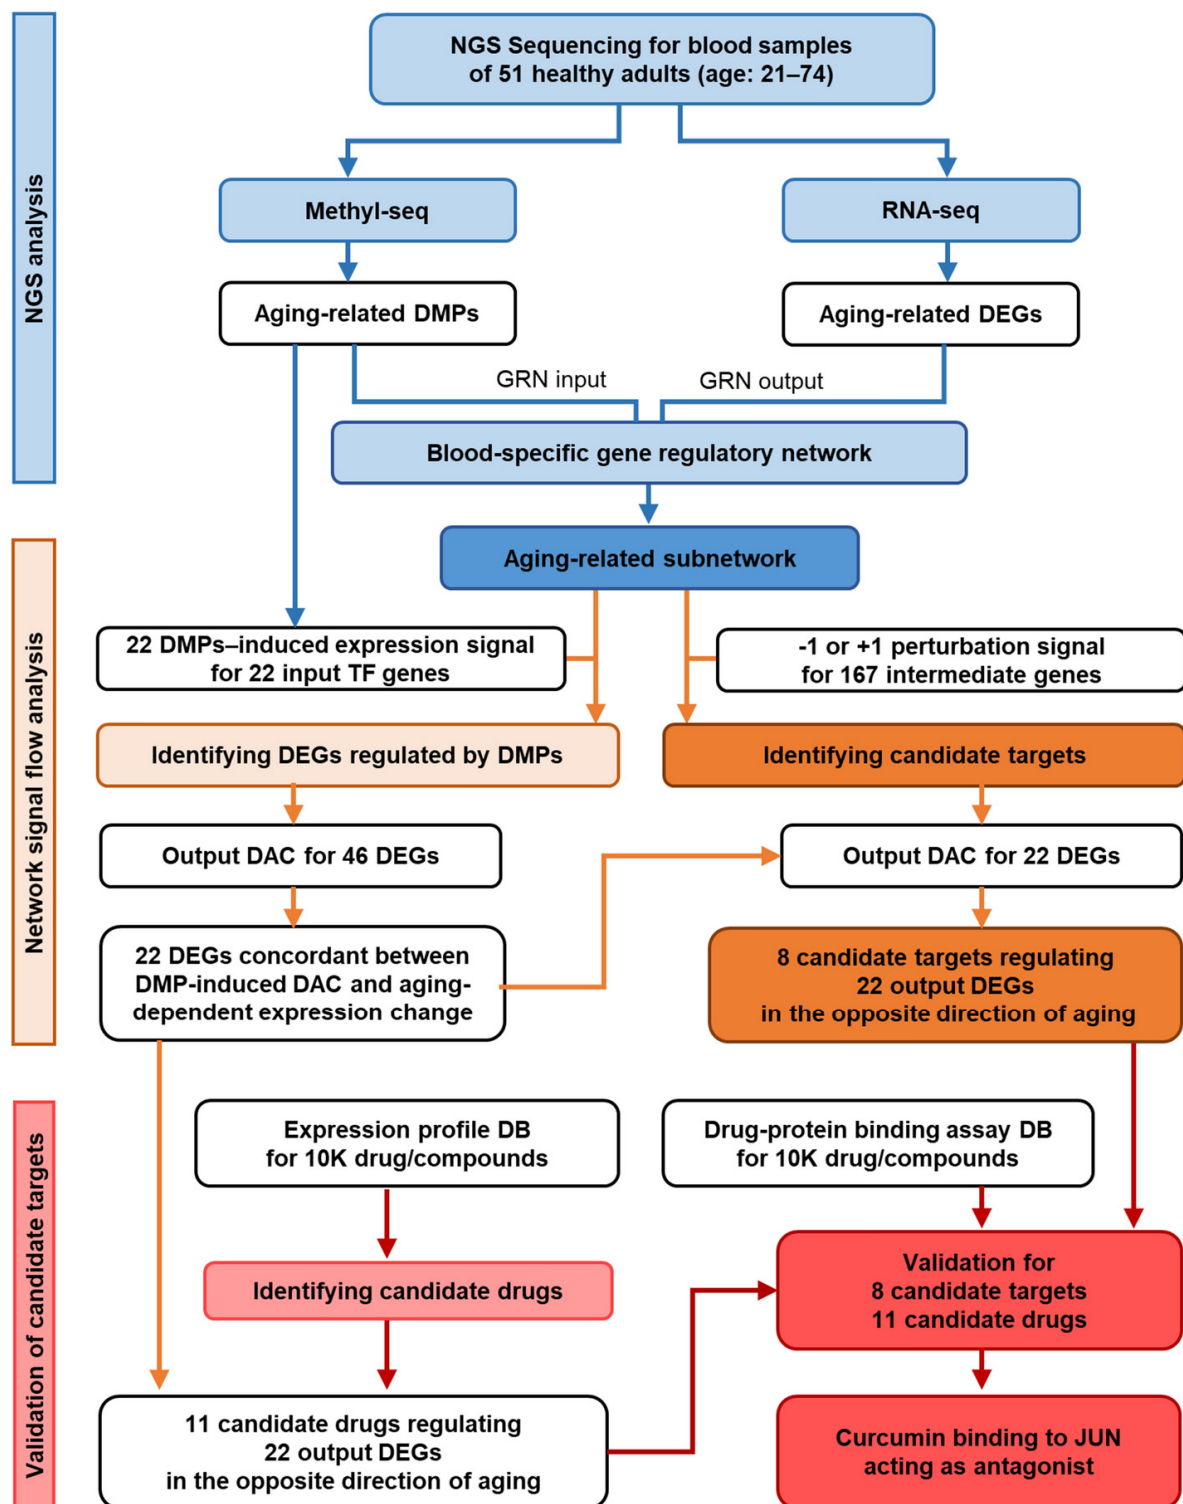 NGS analysis
NGS Sequencing for blood samples
of 51 healthy adults (age: 21–74)
Methyl-seq
RNA-seq
Aging-related DMPs
Aging-related DEGs
GRN input
GRN output
Blood-specific gene regulatory network
Network signal flow analysis
Aging-related subnetwork
22 DMPs–induced expression signal
for 22 input TF genes
-1 or +1 perturbation signal
for 167 intermediate genes
Identifying DEGs regulated by DMPs
Identifying candidate targets
Output DAC for 46 DEGs
Output DAC for 22 DEGs
22 DEGs concordant between
DMP-induced DAC and aging-
dependent expression change
8 candidate targets regulating
22 output DEGs
in the opposite direction of aging
Validation of candidate targets
Expression profile DB
for 10K drug/compounds
Drug-protein binding assay DB
for 10K drug/compounds
Identifying candidate drugs
Validation for
8 candidate targets
11 candidate drugs
11 candidate drugs regulating
22 output DEGs
in the opposite direction of aging
Curcumin binding to JUN
acting as antagonist